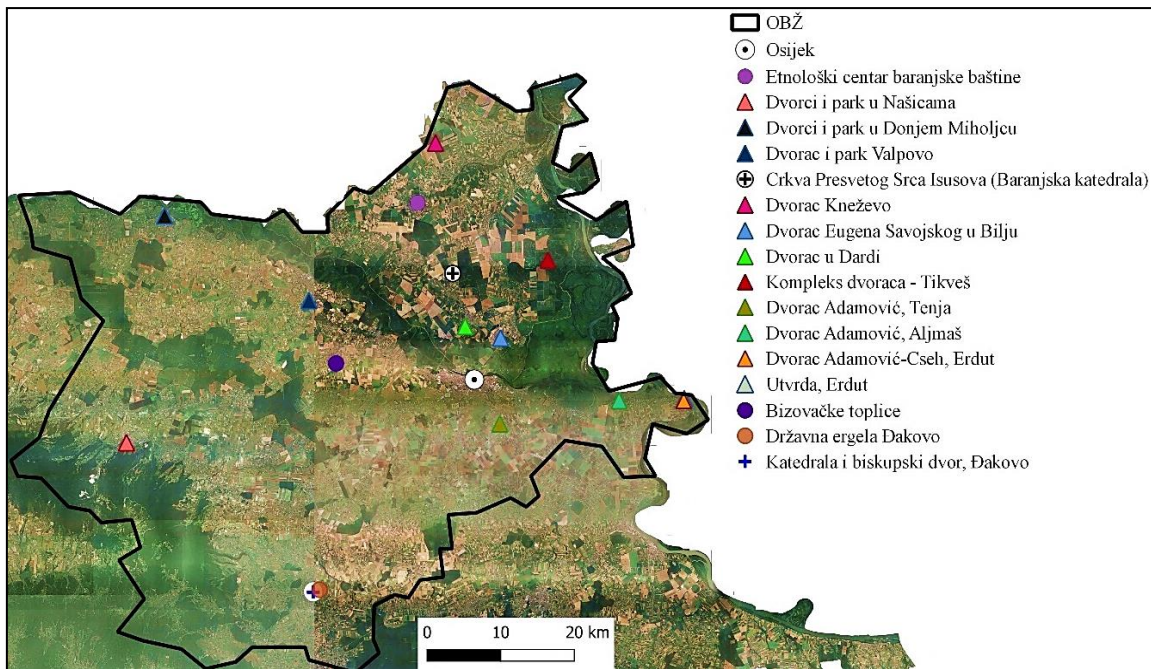 OBŽ
Osijek
Etnološki centar baranjske baštine
Dvorci i park u Našicama
Dvorci i park u Donjem Miholjcu
Dvorac i park Valpovo
Crkva Presvetog Srca Isusova (Baranjska katedrala)
Dvorac Kneževo
Dvorac Eugena Savojskog u Bilju
Dvorac u Dardi
Kompleks dvoraca - Tikveš
Dvorac Adamović, Tenja
Dvorac Adamović, Aljmaš
Dvorac Adamović-Cseh, Erdut
Utvrda, Erdut
Bizovačke toplice
Državna ergela Đakovo
Katedrala i biskupski dvor, Đakovo
0 10 20 km